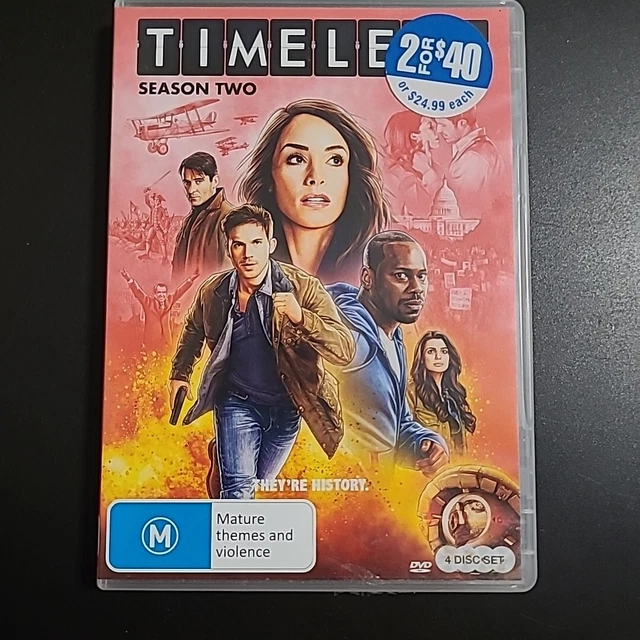 TIMELE
2 FOR $40
or $24.99 each
SEASON TWO
THEY'RE HISTORY.
M
Mature
themes and
violence
DVD
4 DISC SET